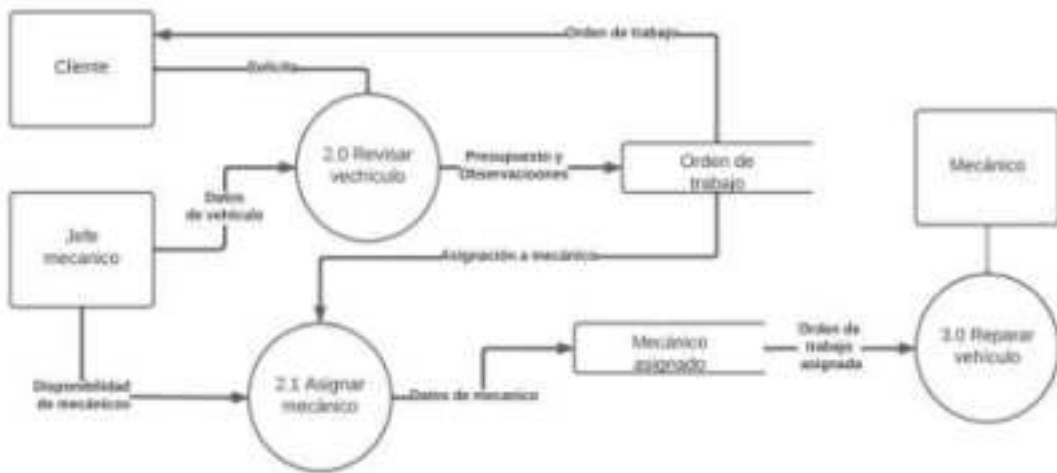 Orden de trabajo
Cliente
Solicita
2.0 Revisar
vechículo
Presupuesto y
Observaciones
Orden de
trabajo
Mecánico
Datos
de vehículo
Jefe
mecanico
Asignación a mecánico
Disponibilidad
de mecánicos
2.1 Asignar
mecánico
Datos de mecanico
Mecánico
asignado
Orden de
trabajo
asignada
3.0 Reparar
vehículo